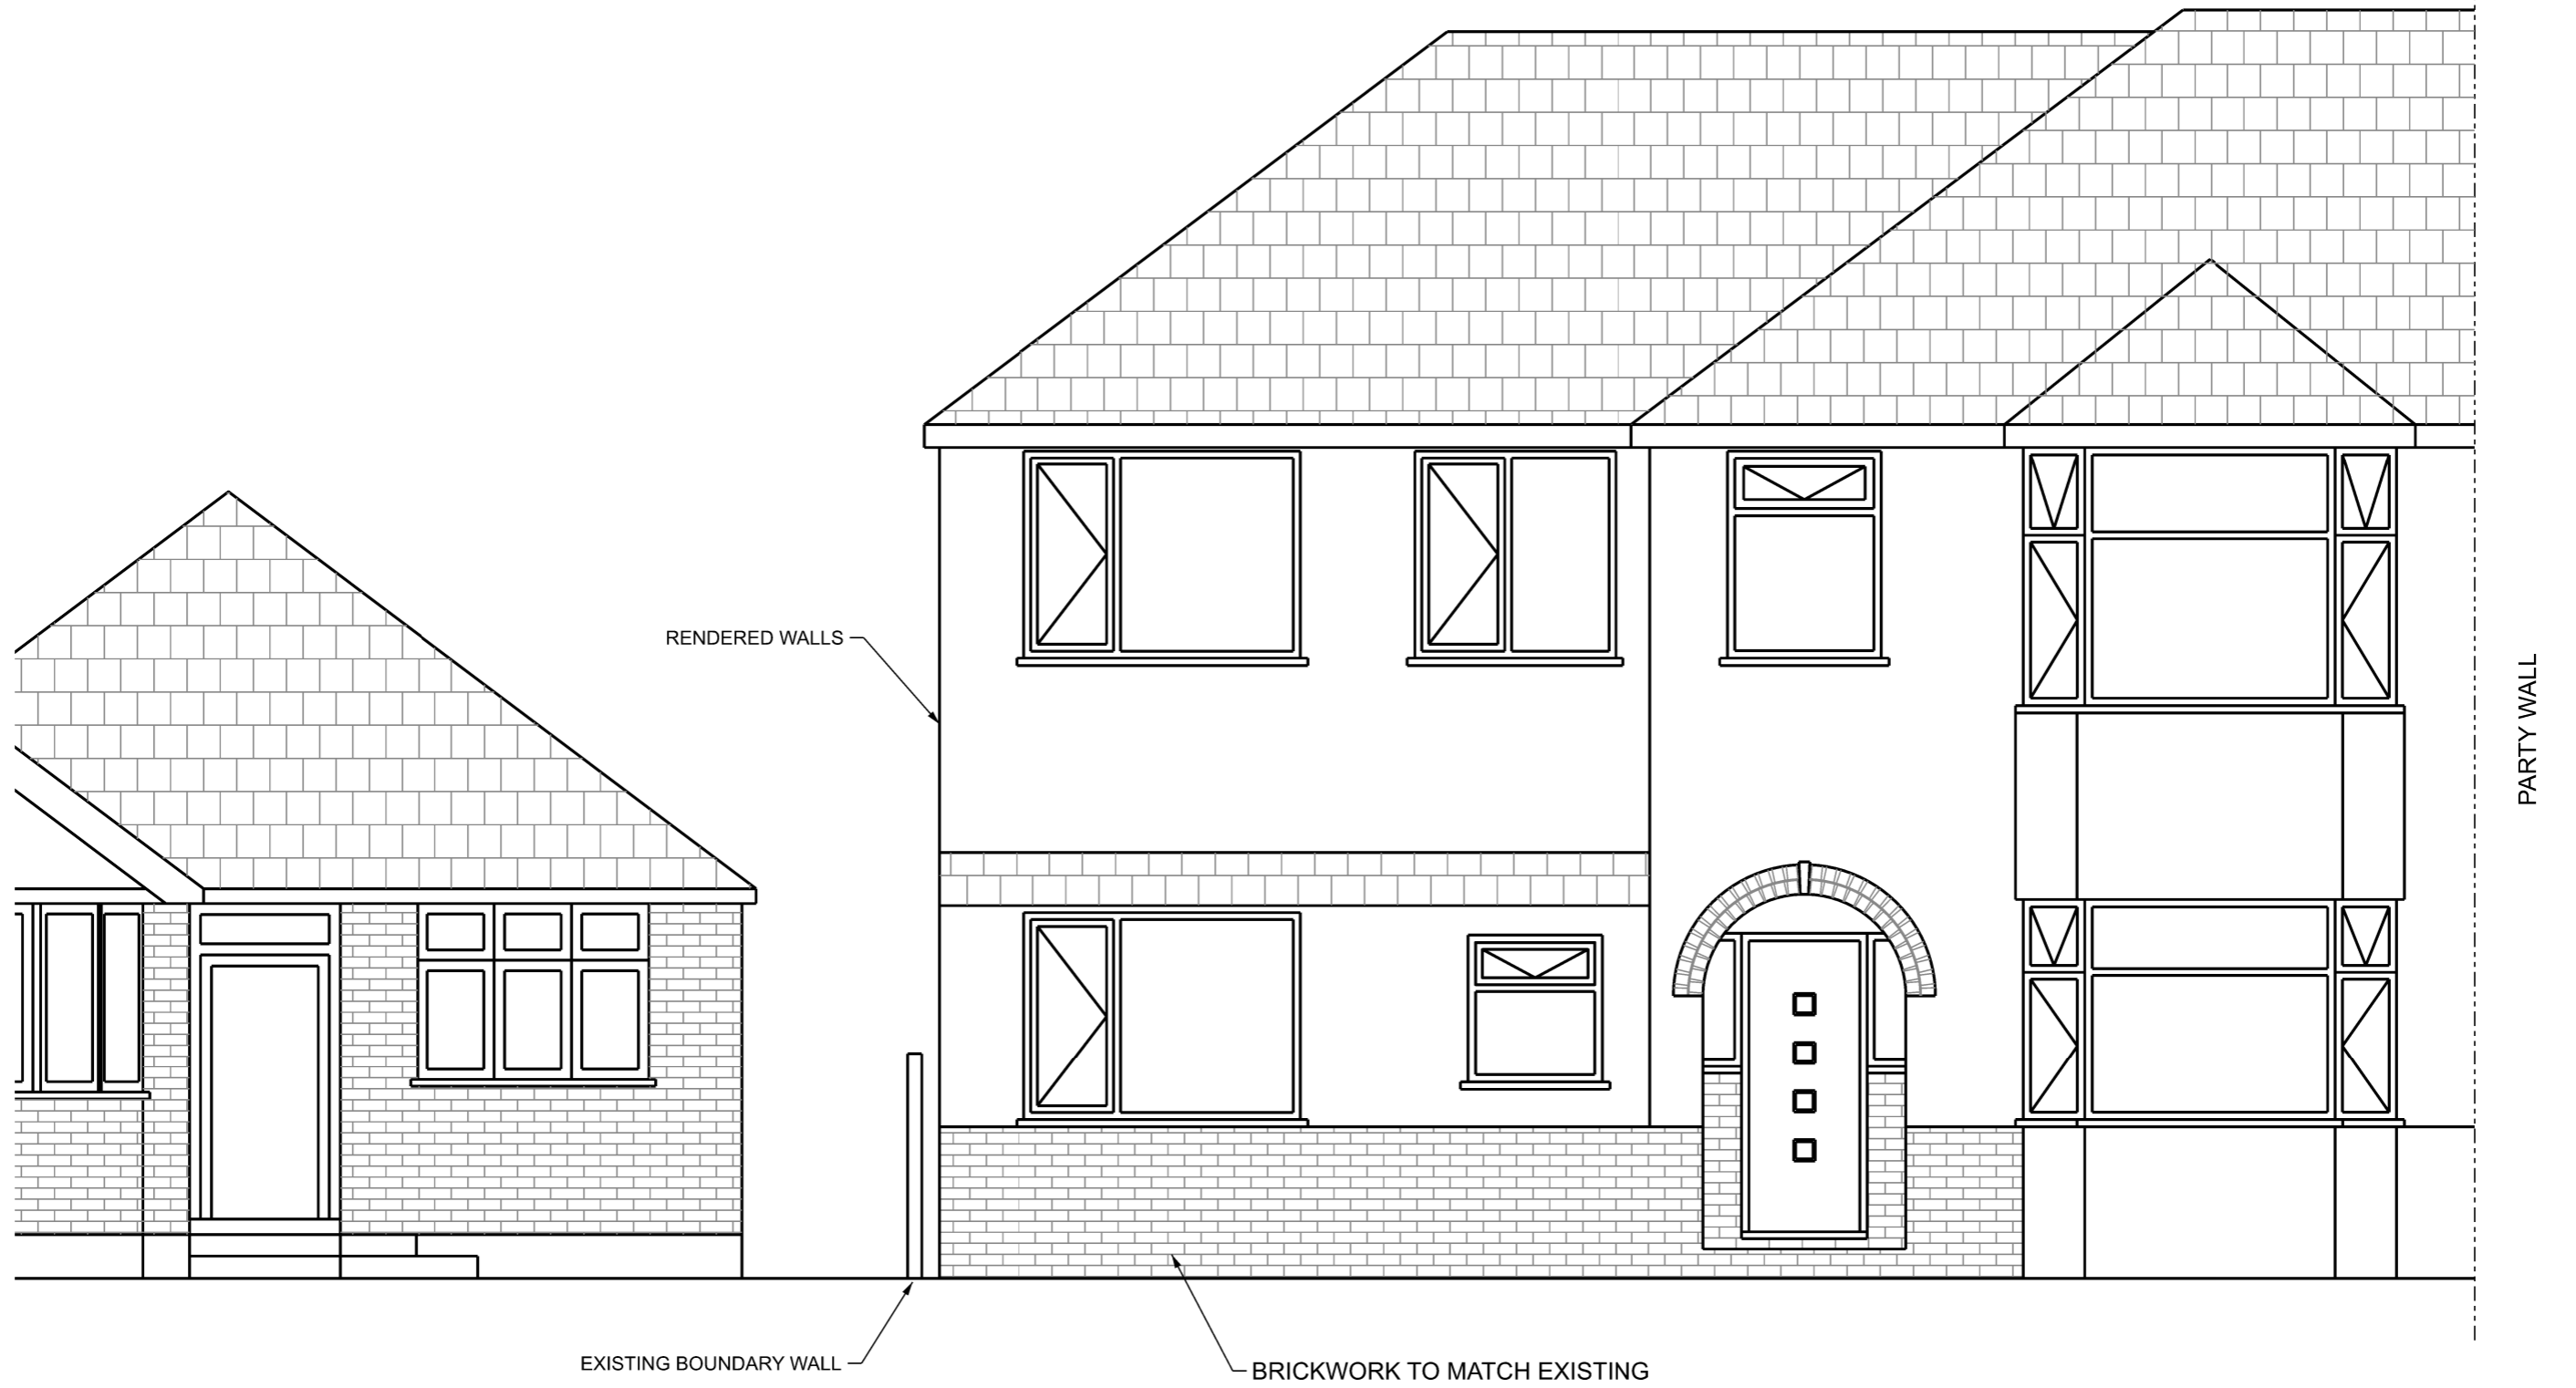 RENDERED WALLS
PARTY WALL
EXISTING BOUNDARY WALL
BRICKWORK TO MATCH EXISTING